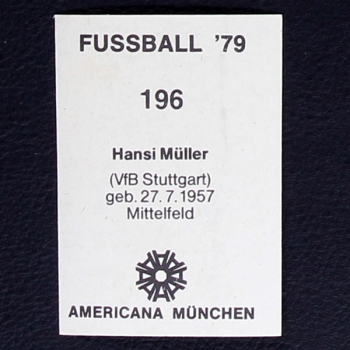 FUSSBALL '79
196
Hansi Müller
(VfB Stuttgart)
geb. 27. 7. 1957
Mittelfeld
AMERICANA MÜNCHEN